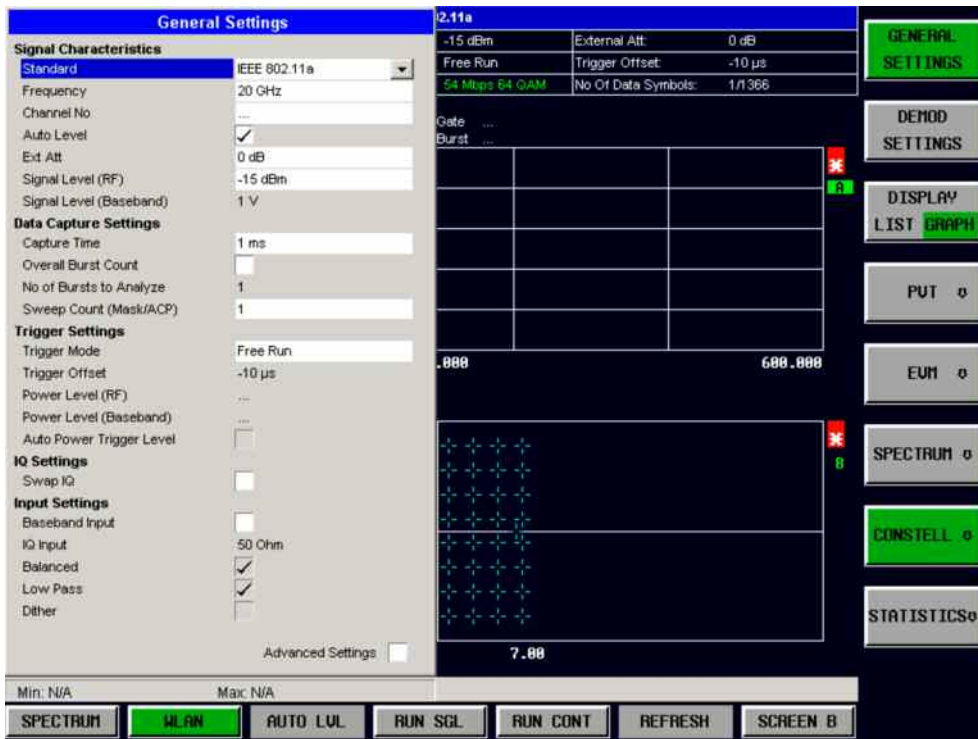 General Settings
Signal Characteristics
Standard IEEE 802.11a
Frequency 20 GHz
Channel No ...
Auto Level
Ext Att 0 dB
Signal Level (RF) -15 dBm
Signal Level (Baseband) 1 V
Data Capture Settings
Capture Time 1 ms
Overall Burst Count
No of Bursts to Analyze 1
Sweep Count (Mask/ACP) 1
Trigger Settings
Trigger Mode Free Run
Trigger Offset -10 µs
Power Level (RF) ...
Power Level (Baseband) ...
Auto Power Trigger Level
IQ Settings
Swap IQ
Input Settings
Baseband Input
IQ Input 50 Ohm
Balanced
Low Pass
Dither
Advanced Settings
Min: N/A Max: N/A
2.11a
-15 dBm External Att: 0 dB
Free Run Trigger Offset: -10 µs
54 Mbps 64 QAM No Of Data Symbols: 1/1366
Gate ...
Burst ...
A
.000 600.000
B
7.00
GENERAL SETTINGS
DEMOD SETTINGS
DISPLAY
LIST GRAPH
PVT
EVM
SPECTRUM
CONSTELL
STATISTICS
SPECTRUM WLAN AUTO LVL RUN SGL RUN CONT REFRESH SCREEN B